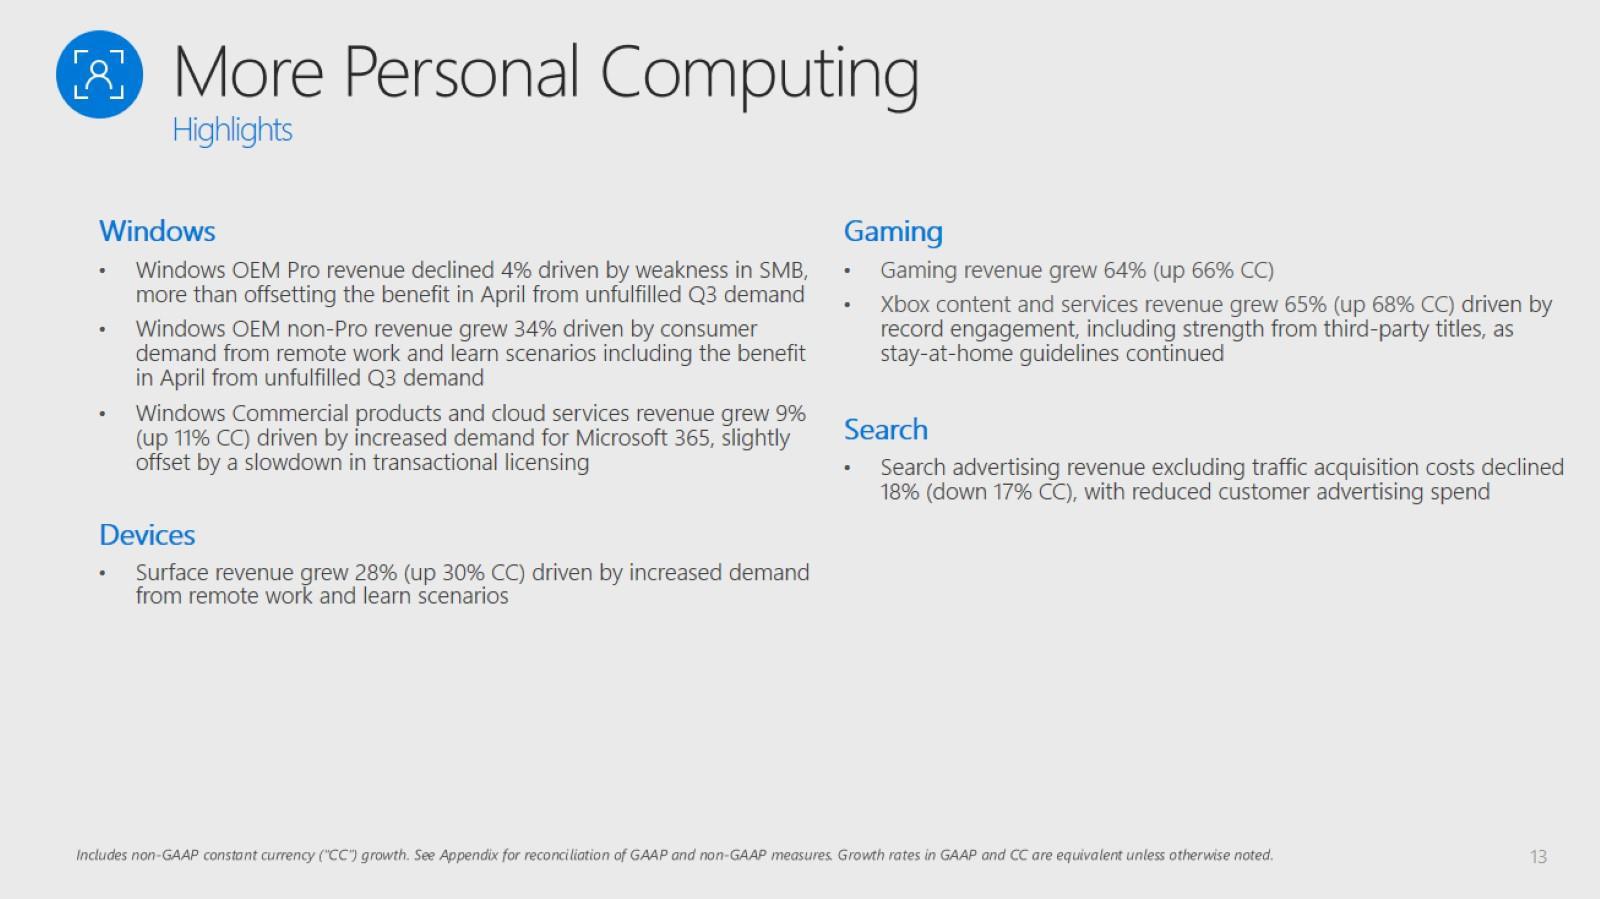 More Personal Computing
Highlights
Windows
• Windows OEM Pro revenue declined 4% driven by weakness in SMB,
more than offsetting the benefit in April from unfulfilled Q3 demand
• Windows OEM non-Pro revenue grew 34% driven by consumer
demand from remote work and learn scenarios including the benefit
in April from unfulfilled Q3 demand
• Windows Commercial products and cloud services revenue grew 9%
(up 11% CC) driven by increased demand for Microsoft 365, slightly
offset by a slowdown in transactional licensing
Devices
• Surface revenue grew 28% (up 30% CC) driven by increased demand
from remote work and learn scenarios
Gaming
• Gaming revenue grew 64% (up 66% CC)
• Xbox content and services revenue grew 65% (up 68% CC) driven by
record engagement, including strength from third-party titles, as
stay-at-home guidelines continued
Search
• Search advertising revenue excluding traffic acquisition costs declined
18% (down 17% CC), with reduced customer advertising spend
Includes non-GAAP constant currency ("CC") growth. See Appendix for reconciliation of GAAP and non-GAAP measures. Growth rates in GAAP and CC are equivalent unless otherwise noted.
13